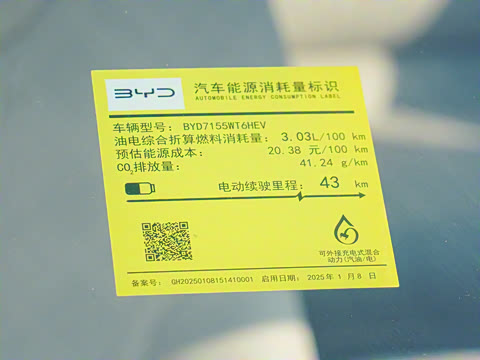 BYD 汽车能源消耗量标识
AUTOMOBILE ENERGY CONSUMPTION LABEL
车辆型号: BYD7155WT6HEV
油电综合折算燃料消耗量: 3.03L/100 km
预估能源成本: 20.38 元/100 km
CO₂排放量: 41.24 g/km
电动续驶里程: 43 km
可外接充电式混合
动力(汽油/电)
备案号: QH20250108151410001 启用日期: 2025年 1月 8日